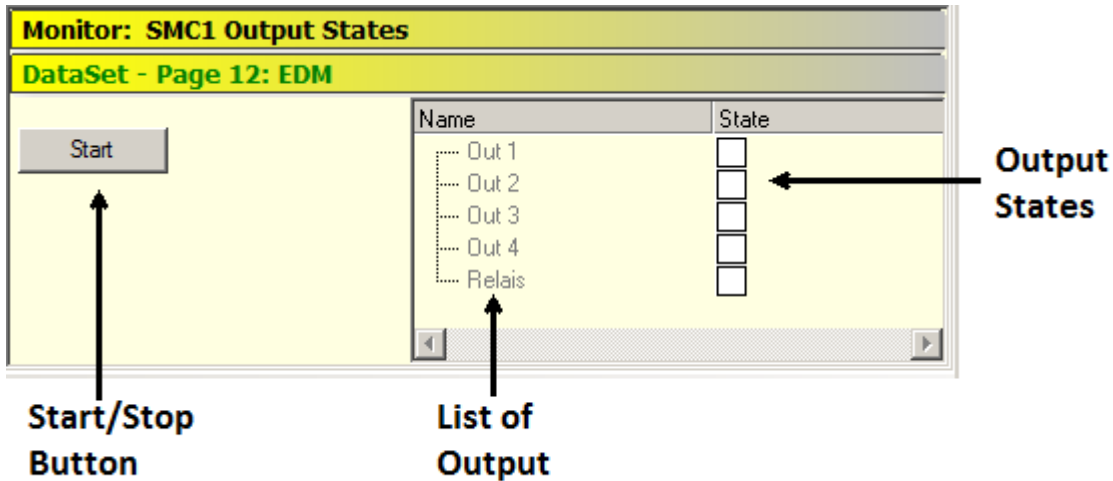 Monitor: SMC1 Output States
DataSet - Page 12: EDM
Start
Name State
Out 1
Out 2
Out 3
Out 4
Relais
Output
States
Start/Stop
Button
List of
Output